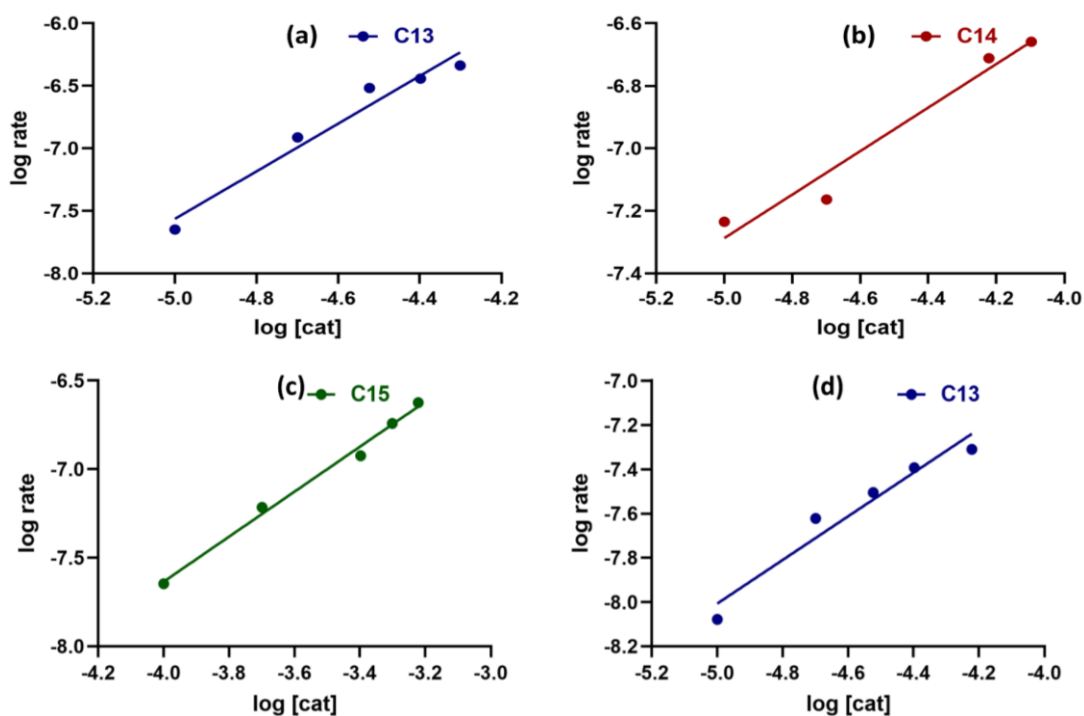 (a) C13
-6.0
-6.5
-7.0
-7.5
-8.0
log rate
-5.2 -5.0 -4.8 -4.6 -4.4 -4.2
log [cat]
(b) C14
-6.6
-6.8
-7.0
-7.2
-7.4
log rate
-5.2 -5.0 -4.8 -4.6 -4.4 -4.2 -4.0
log [cat]
(c) C15
-6.5
-7.0
-7.5
-8.0
log rate
-4.2 -4.0 -3.8 -3.6 -3.4 -3.2 -3.0
log [cat]
(d) C13
-7.0
-7.2
-7.4
-7.6
-7.8
-8.0
-8.2
log rate
-5.2 -5.0 -4.8 -4.6 -4.4 -4.2 -4.0
log [cat]